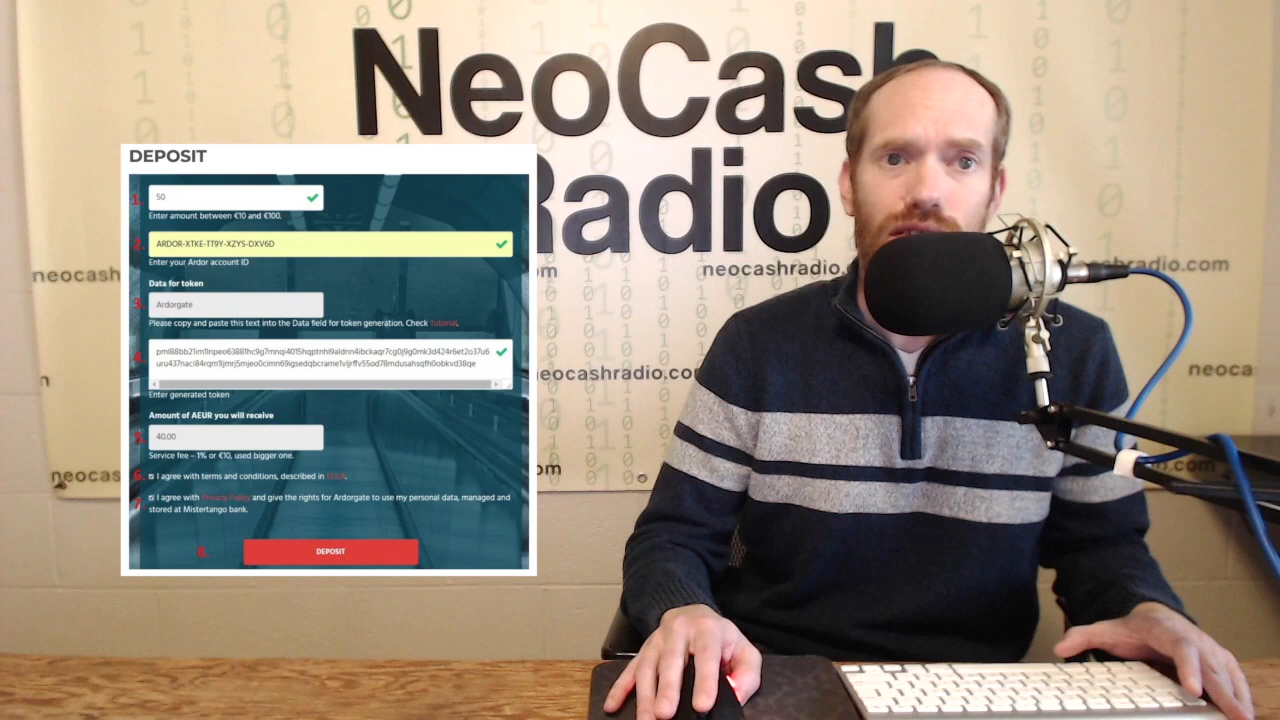 NeoCash
Radio
neocashradio.
om
neocashradio.com
neocashradio.com
neoca
neocas
om
.com
DEPOSIT
1.
50
Enter amount between €10 and €100.
2.
ARDOR-XTKE-TT9Y-XZYS-DXV6D
Enter your Ardor account ID
Data for token
3.
Ardorgate
Please copy and paste this text into the Data field for token generation. Check Tutorial.
4.
Enter generated token
Amount of AEUR you will receive
5.
40.00
Service fee – 1% or €10, used bigger one.
6.
I agree with terms and conditions, described in EULA.
7.
I agree with Privacy Policy and give the rights for Ardorgate to use my personal data, managed and
stored at Mistertango bank.
8.
DEPOSIT